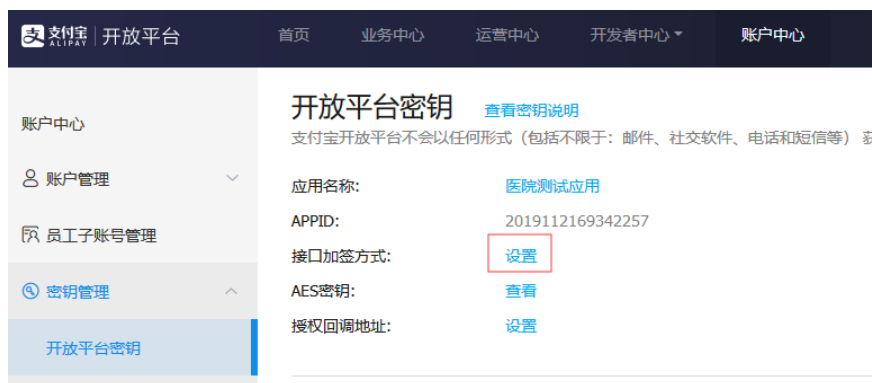 支付宝 ALIPAY 开放平台 首页 业务中心 运营中心 开发者中心 账户中心
账户中心
账户管理
员工子账号管理
密钥管理
开放平台密钥
开放平台密钥 查看密钥说明
支付宝开放平台不会以任何形式（包括不限于：邮件、社交软件、电话和短信等）
应用名称： 医院测试应用
APPID: 2019112169342257
接口加签方式： 设置
AES密钥： 查看
授权回调地址： 设置